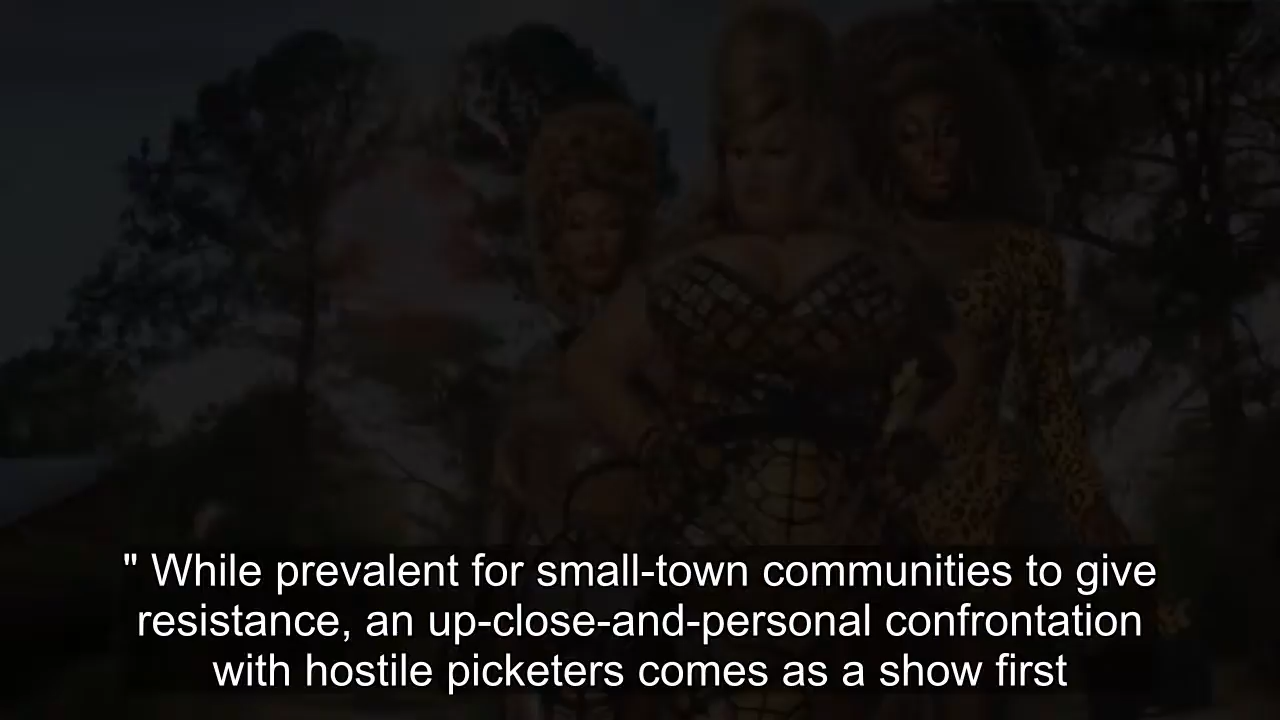 " While prevalent for small-town communities to give
resistance, an up-close-and-personal confrontation
with hostile picketers comes as a show first